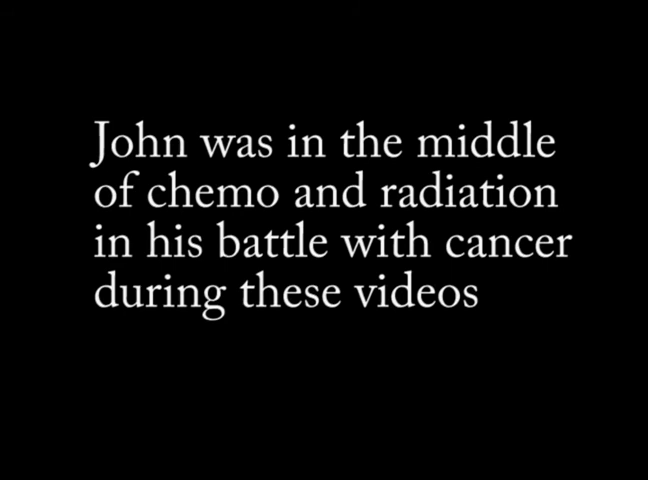 John was in the middle
of chemo and radiation
in his battle with cancer
during these videos